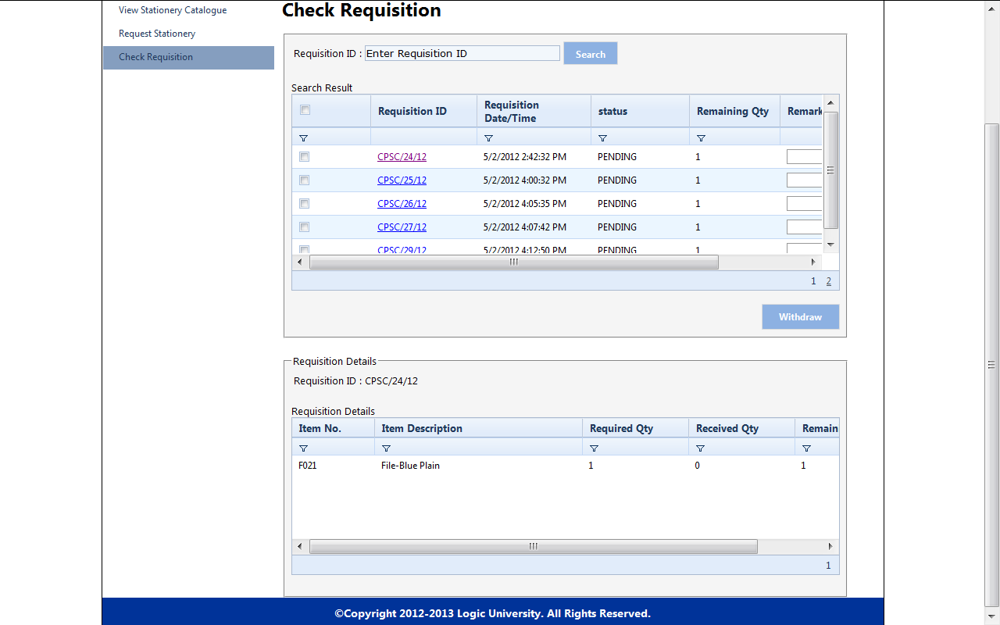 View Stationery Catalogue
Check Requisition
Request Stationery
Check Requisition
Requisition ID : Enter Requisition ID Search
Search Result
Requisition ID Requisition Date/Time status Remaining Qty Remark
CPSC/24/12 5/2/2012 2:42:32 PM PENDING 1
CPSC/25/12 5/2/2012 4:00:32 PM PENDING 1
CPSC/26/12 5/2/2012 4:05:35 PM PENDING 1
CPSC/27/12 5/2/2012 4:07:42 PM PENDING 1
CPSC/29/12 5/2/2012 4:12:50 PM PENDING 1
1 2
Withdraw
Requisition Details
Requisition ID : CPSC/24/12
Requisition Details
Item No. Item Description Required Qty Received Qty Remain
F021 File-Blue Plain 1 0 1
1
©Copyright 2012-2013 Logic University. All Rights Reserved.